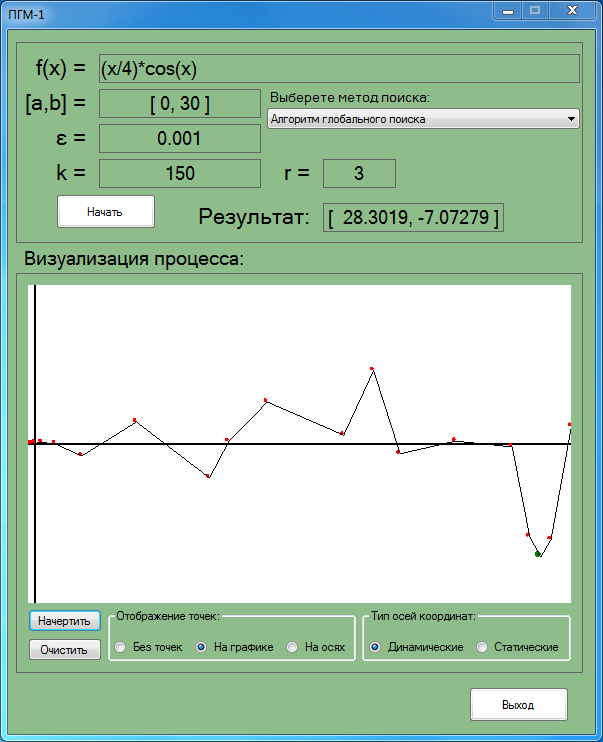 ПГМ-1
f(x) = (x/4)*cos(x)
[a,b] = [ 0, 30 ] Выберете метод поиска:
Алгоритм глобального поиска
ε = 0.001
k = 150 r = 3
Начать Результат: [ 28.3019, -7.07279 ]
Визуализация процесса:
Начертить Отображение точек: Тип осей координат:
Очистить Без точек На графике На осях Динамические Статические
Выход